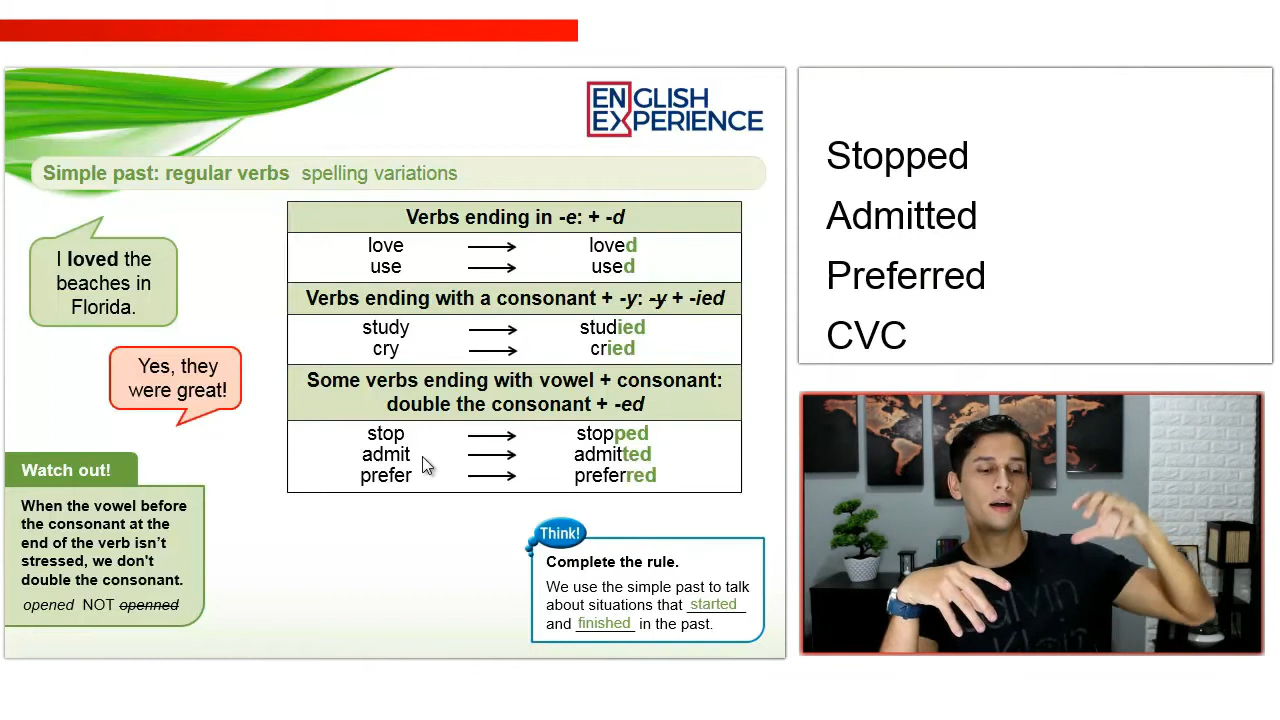 ENGLISH
EXPERIENCE
Simple past: regular verbs spelling variations
I loved the
beaches in
Florida.
Yes, they
were great!
Verbs ending in -e: + -d
love → loved
use → used
Verbs ending with a consonant + -y: -y + -ied
study → studied
cry → cried
Some verbs ending with vowel + consonant:
double the consonant + -ed
stop → stopped
admit → admitted
prefer → preferred
Watch out!
When the vowel before
the consonant at the
end of the verb isn't
stressed, we don't
double the consonant.
opened NOT openned
Think!
Complete the rule.
We use the simple past to talk
about situations that started
and finished in the past.
Stopped
Admitted
Preferred
CVC
Calvin
Klein